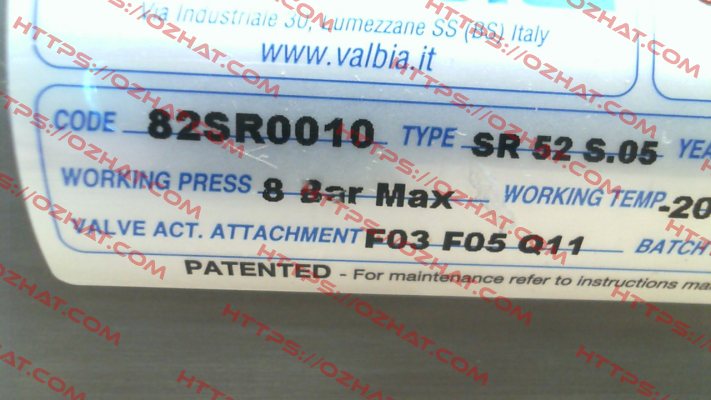 Via Industriale 30, Lumezzane SS (BS) Italy
www.valbia.it
CODE 82SR0010 TYPE SR 52 S.05
WORKING PRESS 8 Bar Max WORKING TEMP -20
VALVE ACT. ATTACHMENT F03 F05 Q11 BATCH
PATENTED - For maintenance refer to instructions
HTTPS://OZHAT.COM